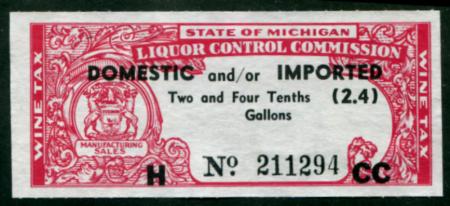 STATE OF MICHIGAN
LIQUOR CONTROL COMMISSION
DOMESTIC and/or IMPORTED
Two and Four Tenths (2.4)
Gallons
WINE TAX
WINE TAX
MANUFACTURING
SALES
H No. 211294 CC